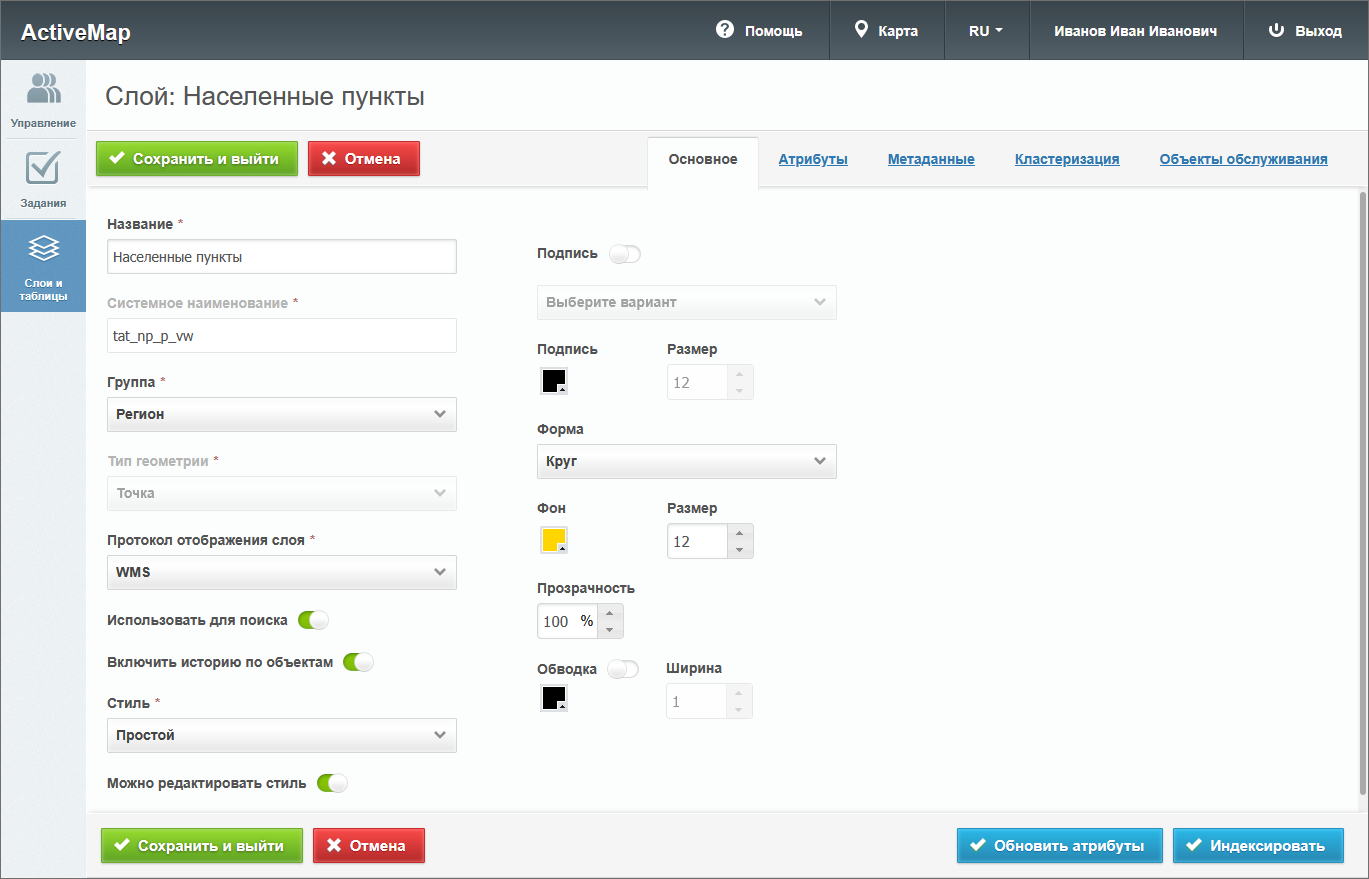 ActiveMap
Помощь
Карта
RU
Иванов Иван Иванович
Выход
Управление
Задания
Слои и
таблицы
Слой: Населенные пункты
Сохранить и выйти
Отмена
Основное
Атрибуты
Метаданные
Кластеризация
Объекты обслуживания
Название *
Населенные пункты
Системное наименование *
tat_np_p_vw
Группа *
Регион
Тип геометрии *
Точка
Протокол отображения слоя *
WMS
Использовать для поиска
Включить историю по объектам
Стиль *
Простой
Можно редактировать стиль
Подпись
Выберите вариант
Подпись
Размер
12
Форма
Круг
Фон
Размер
12
Прозрачность
100 %
Обводка
Ширина
1
Сохранить и выйти
Отмена
Обновить атрибуты
Индексировать